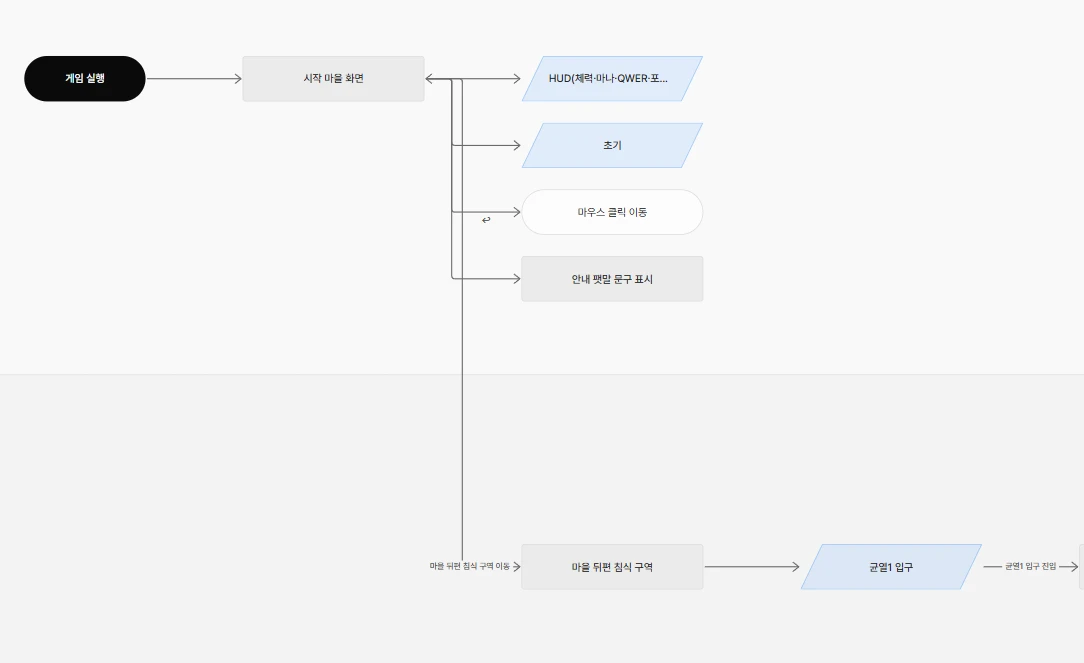 게임 실행
시작 마을 화면
HUD(체력·마나·QWER·포...
초기
마우스 클릭 이동
↩
안내 팻말 문구 표시
마을 뒤편 침식 구역 이동
마을 뒤편 침식 구역
균열1 입구
균열1 입구 진입